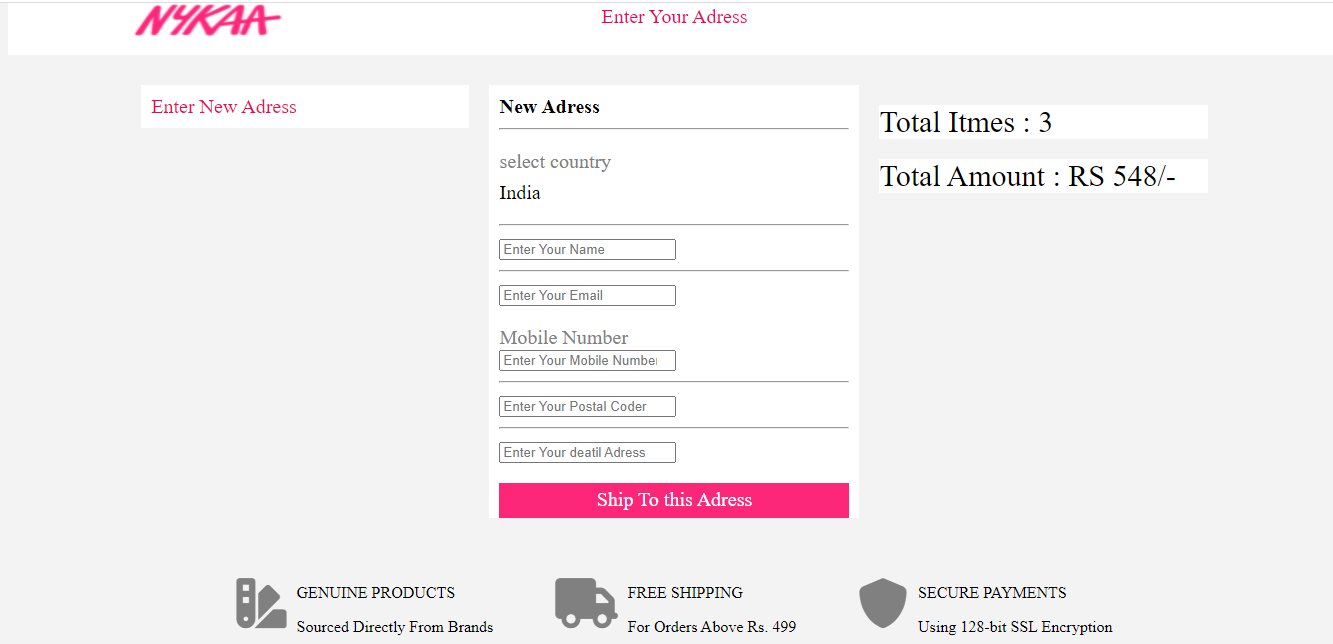 NYKAA
Enter Your Adress
Enter New Adress
New Adress
select country
India
Enter Your Name
Enter Your Email
Mobile Number
Enter Your Mobile Number
Enter Your Postal Coder
Enter Your deatil Adress
Ship To this Adress
Total Itmes : 3
Total Amount : RS 548/-
GENUINE PRODUCTS
Sourced Directly From Brands
FREE SHIPPING
For Orders Above Rs. 499
SECURE PAYMENTS
Using 128-bit SSL Encryption